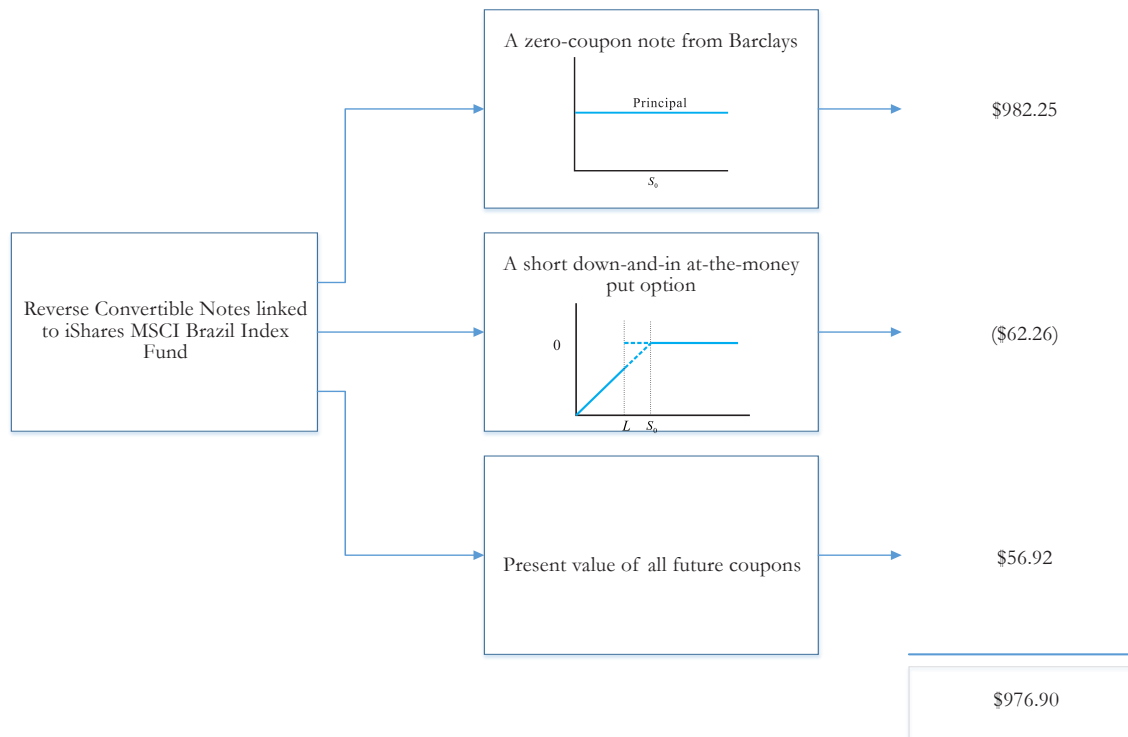 A zero-coupon note from Barclays
Principal
S₀
$982.25
Reverse Convertible Notes linked
to iShares MSCI Brazil Index
Fund
A short down-and-in at-the-money
put option
0
L S₀
($62.26)
Present value of all future coupons
$56.92
$976.90